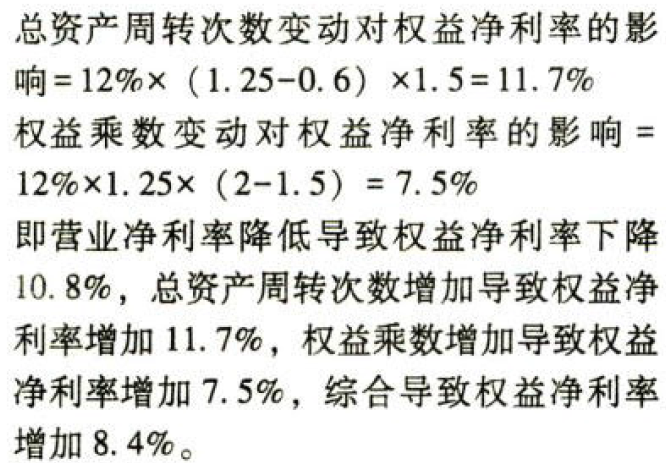 总资产周转次数变动对权益净利率的影
响=12%×（1.25-0.6）×1.5=11.7%
权益乘数变动对权益净利率的影响=
12%×1.25×（2-1.5）=7.5%
即营业净利率降低导致权益净利率下降
10.8%，总资产周转次数增加导致权益净
利率增加11.7%，权益乘数增加导致权益
净利率增加7.5%，综合导致权益净利率
增加8.4%。